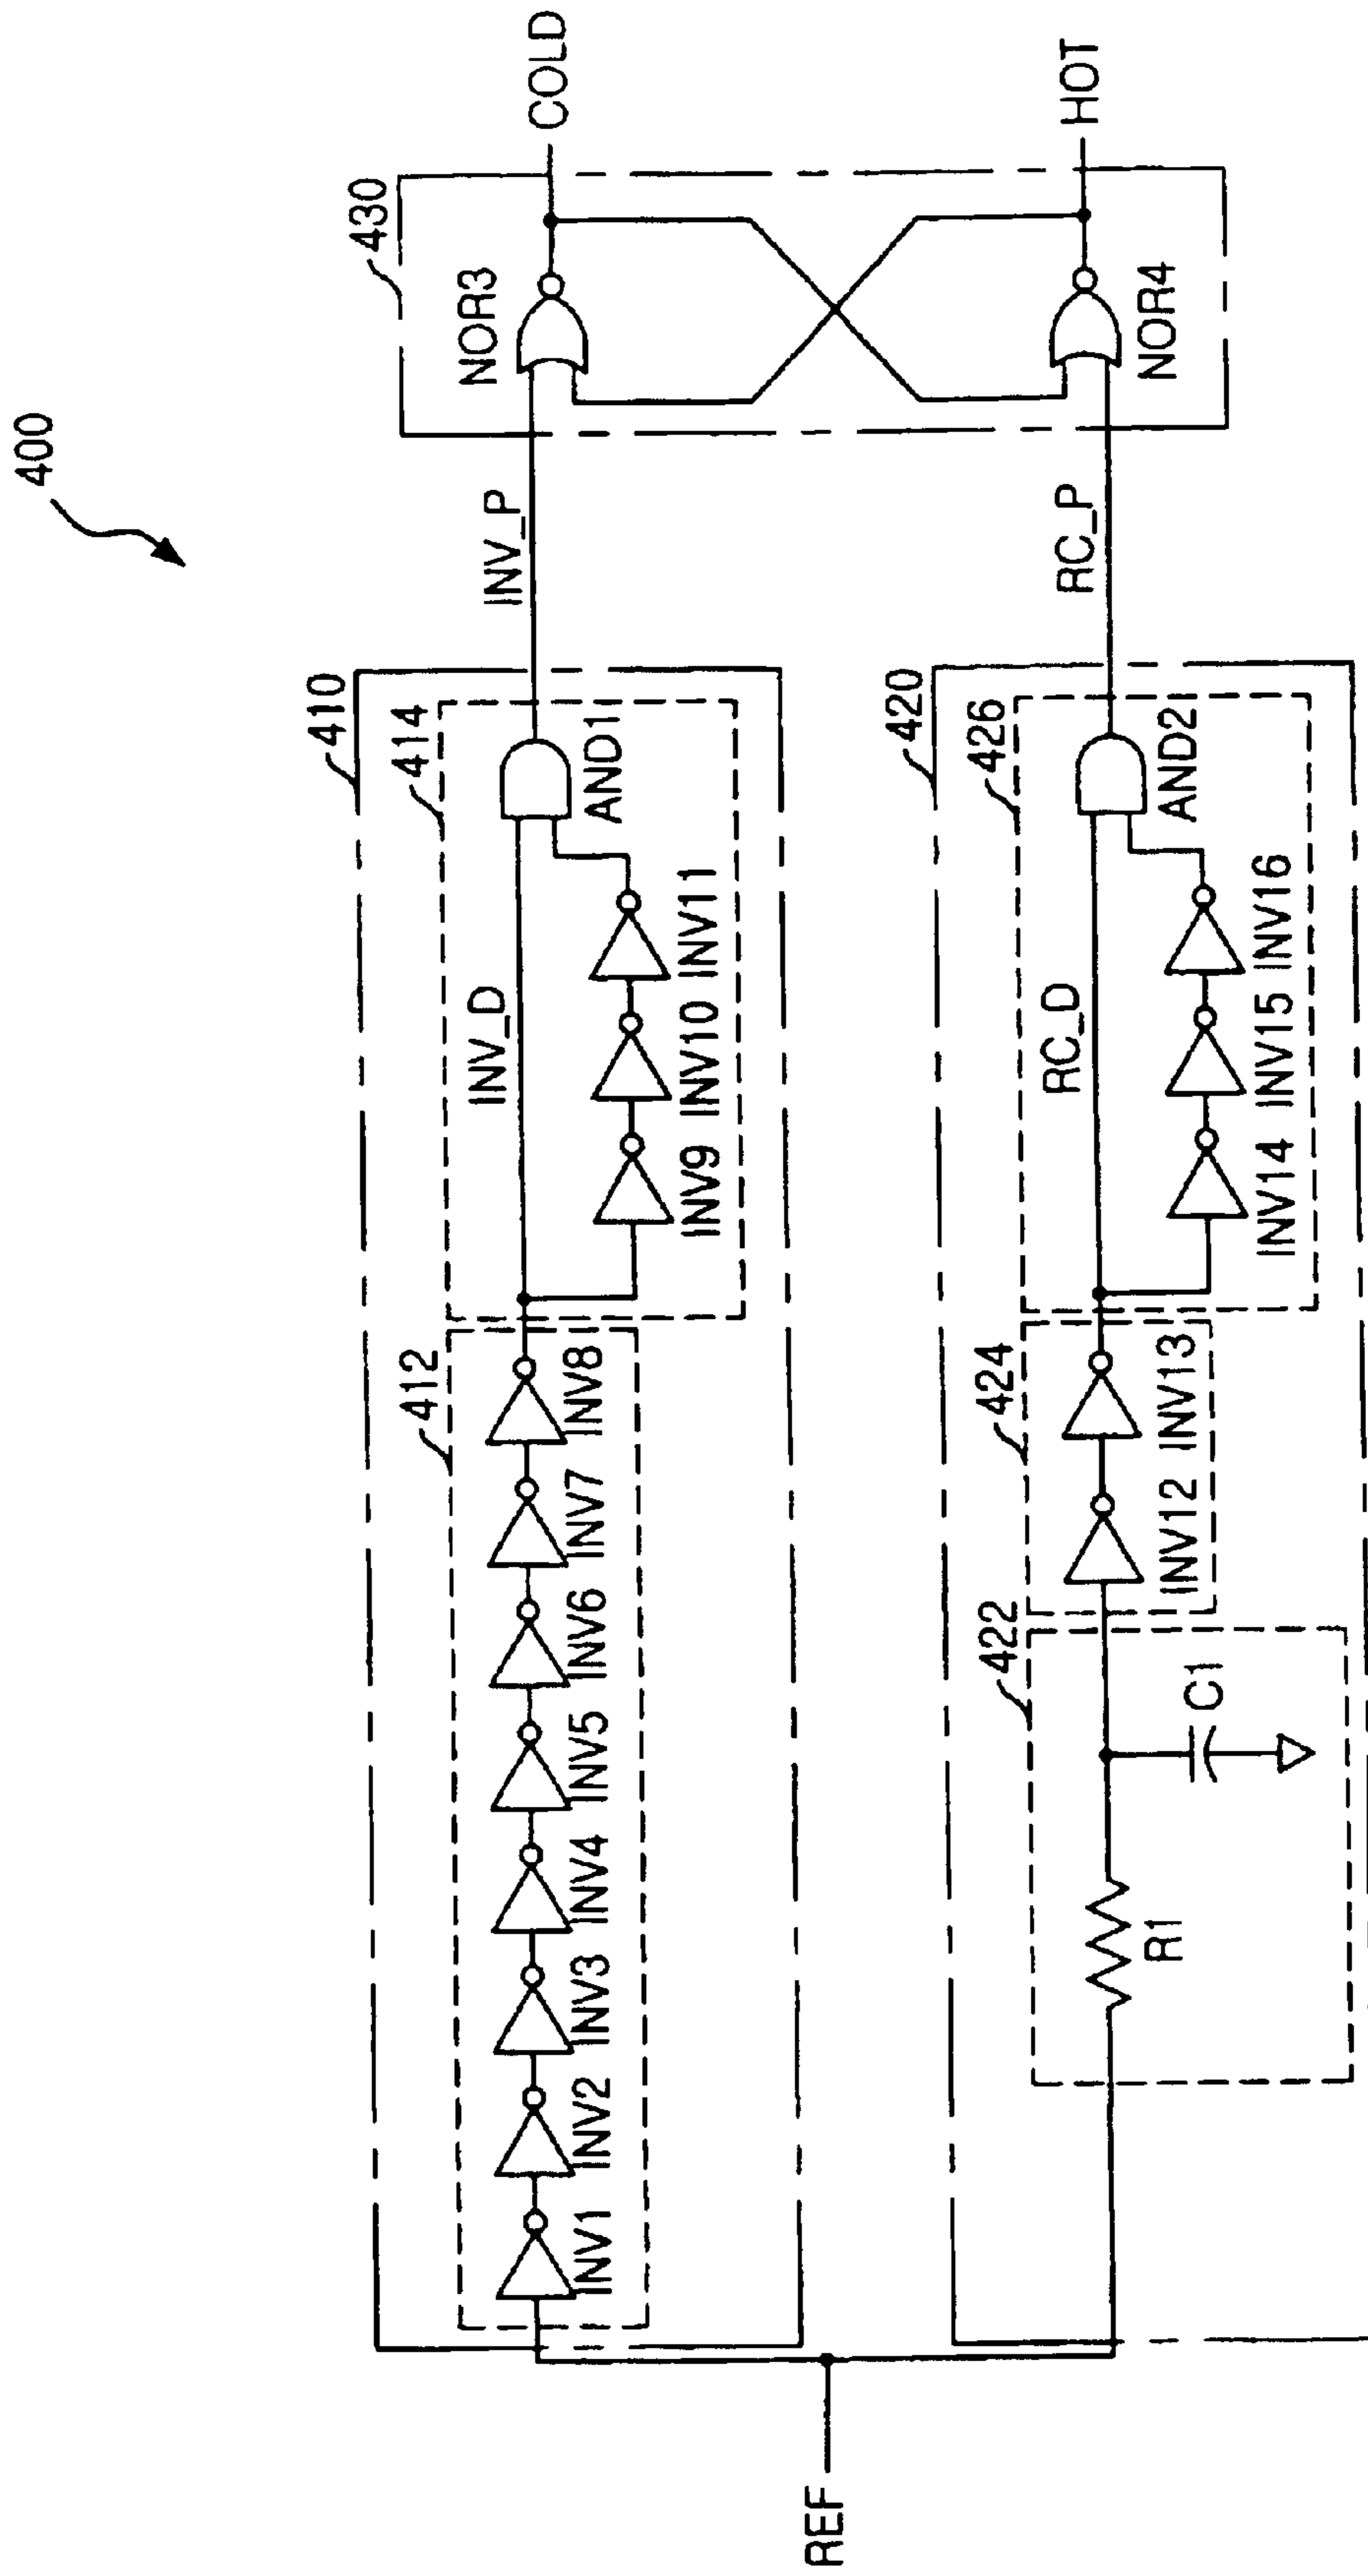 400
410
412
INV1 INV2 INV3 INV4 INV5 INV6 INV7 INV8
414
INV_D
INV9 INV10 INV11
AND1
INV_P
430
NOR3
COLD
REF
420
422
R1
C1
424
INV12 INV13
426
RC_D
INV14 INV15 INV16
AND2
RC_P
NOR4
HOT